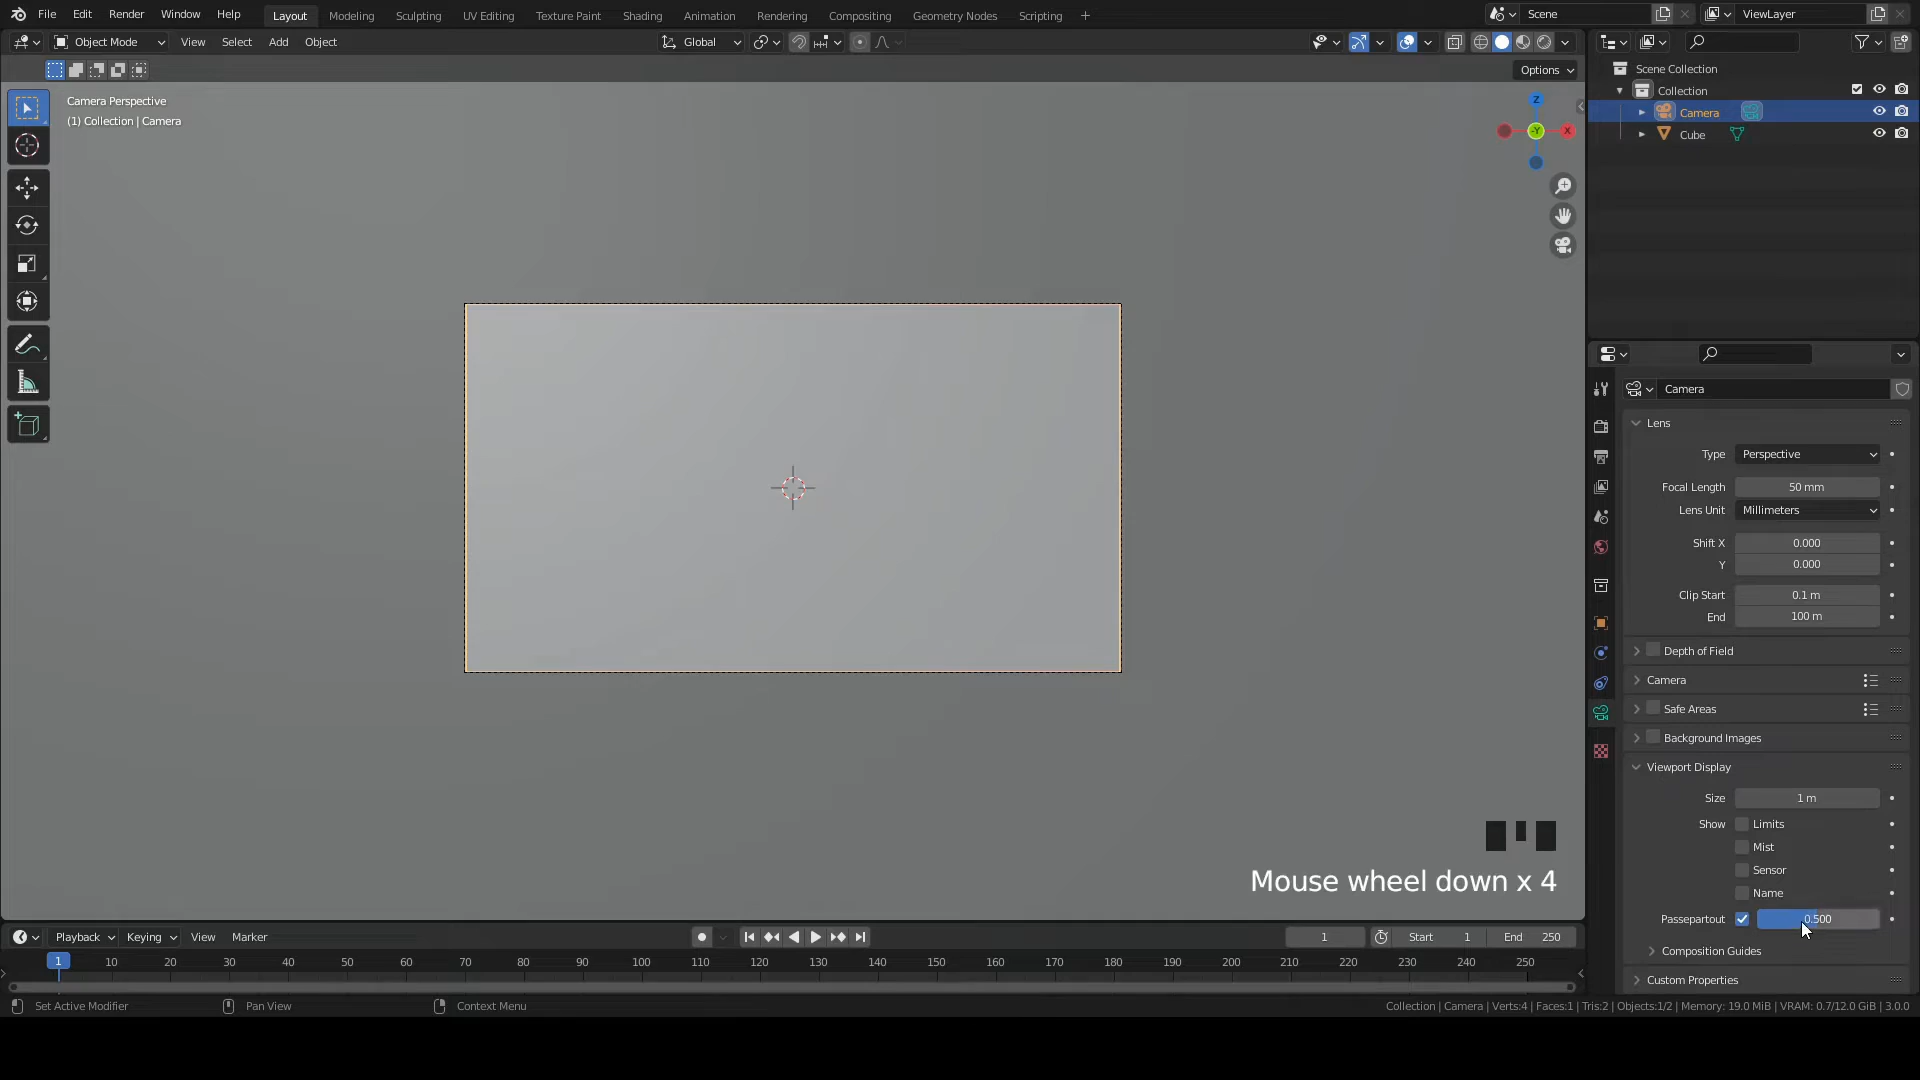 File Edit Render Window Help Layout Modeling Sculpting UV Editing Texture Paint Shading Animation Rendering Compositing Geometry Nodes Scripting + Scene ViewLayer
Object Mode View Select Add Object Global
Options
Camera Perspective
(1) Collection | Camera
Z
-Y
X
Mouse wheel down x 4
Scene Collection
Collection
Camera
Cube
Camera
Lens
Type Perspective
Focal Length 50 mm
Lens Unit Millimeters
Shift X 0.000
Y 0.000
Clip Start 0.1 m
End 100 m
Depth of Field
Camera
Safe Areas
Background Images
Viewport Display
Size 1 m
Show Limits
Mist
Sensor
Name
Passepartout 0.500
Composition Guides
Custom Properties
Playback Keying View Marker 1 Start 1 End 250
1 10 20 30 40 50 60 70 80 90 100 110 120 130 140 150 160 170 180 190 200 210 220 230 240 250
Set Active Modifier Pan View Context Menu Collection | Camera | Verts:4 | Faces:1 | Tris:2 | Objects:1/2 | Memory: 19.0 MiB | VRAM: 0.7/12.0 GiB | 3.0.0